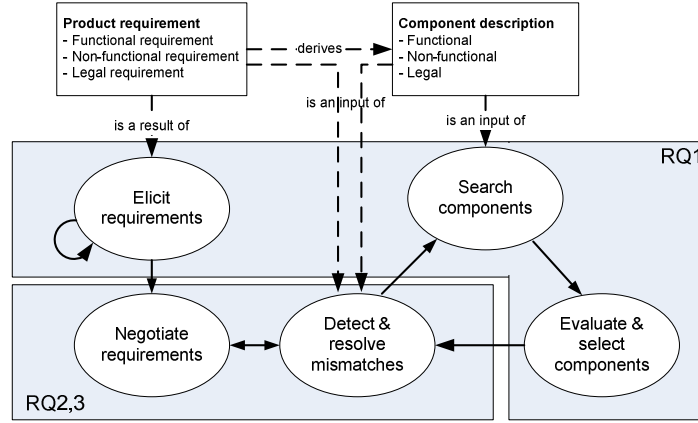 Product requirement
- Functional requirement
- Non-functional requirement
- Legal requirement
derives
Component description
- Functional
- Non-functional
- Legal
is an input of
is a result of
is an input of
RQ1
Elicit
requirements
Search
components
Negotiate
requirements
Detect &
resolve
mismatches
Evaluate &
select
components
RQ2,3